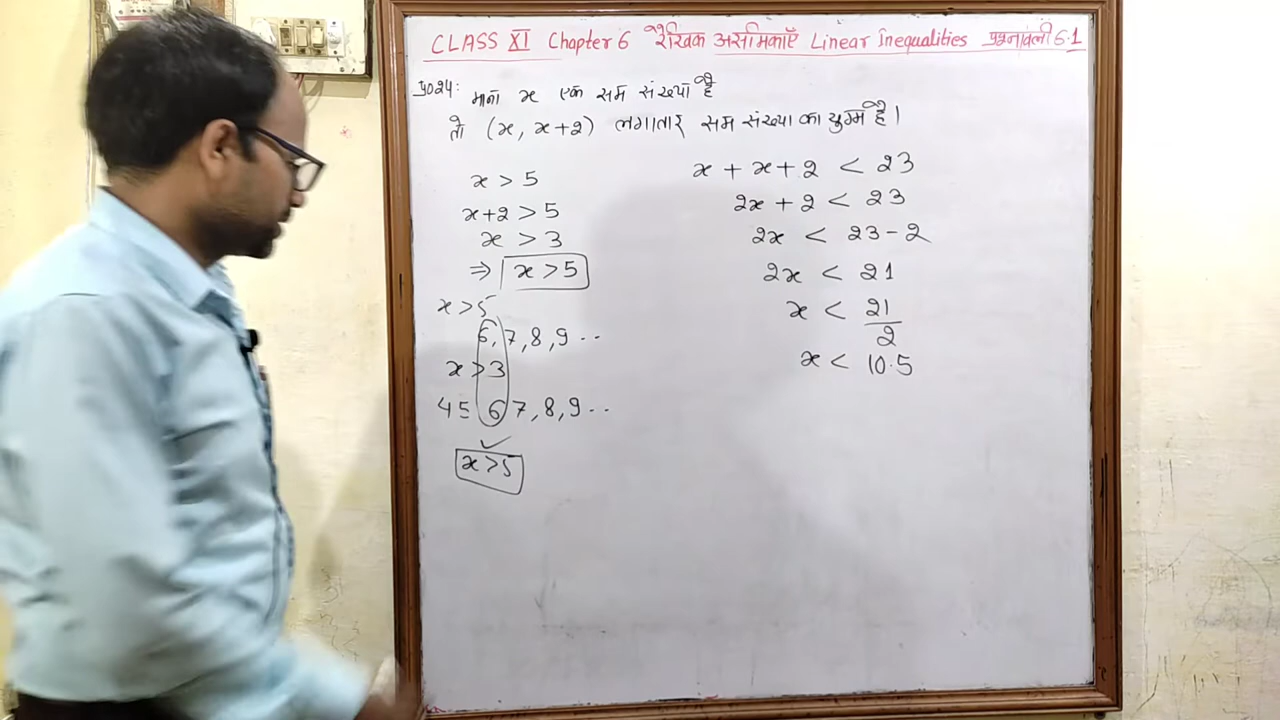 CLASS XI Chapter 6 रैखिक असमिकाएँ Linear Inequalities प्रश्नावली 6.1
प्र024: माना x एक सम संख्या है
तो (x, x+2) लगातार सम संख्या का युग्म है।
x > 5
x+2 > 5
x > 3
⇒ x > 5
x > 5
6, 7, 8, 9 ..
x > 3
4 5 6 7, 8, 9 ..
✓
x > 5
x + x + 2 < 23
2x + 2 < 23
2x < 23 - 2
2x < 21
x < 21
2
x < 10.5